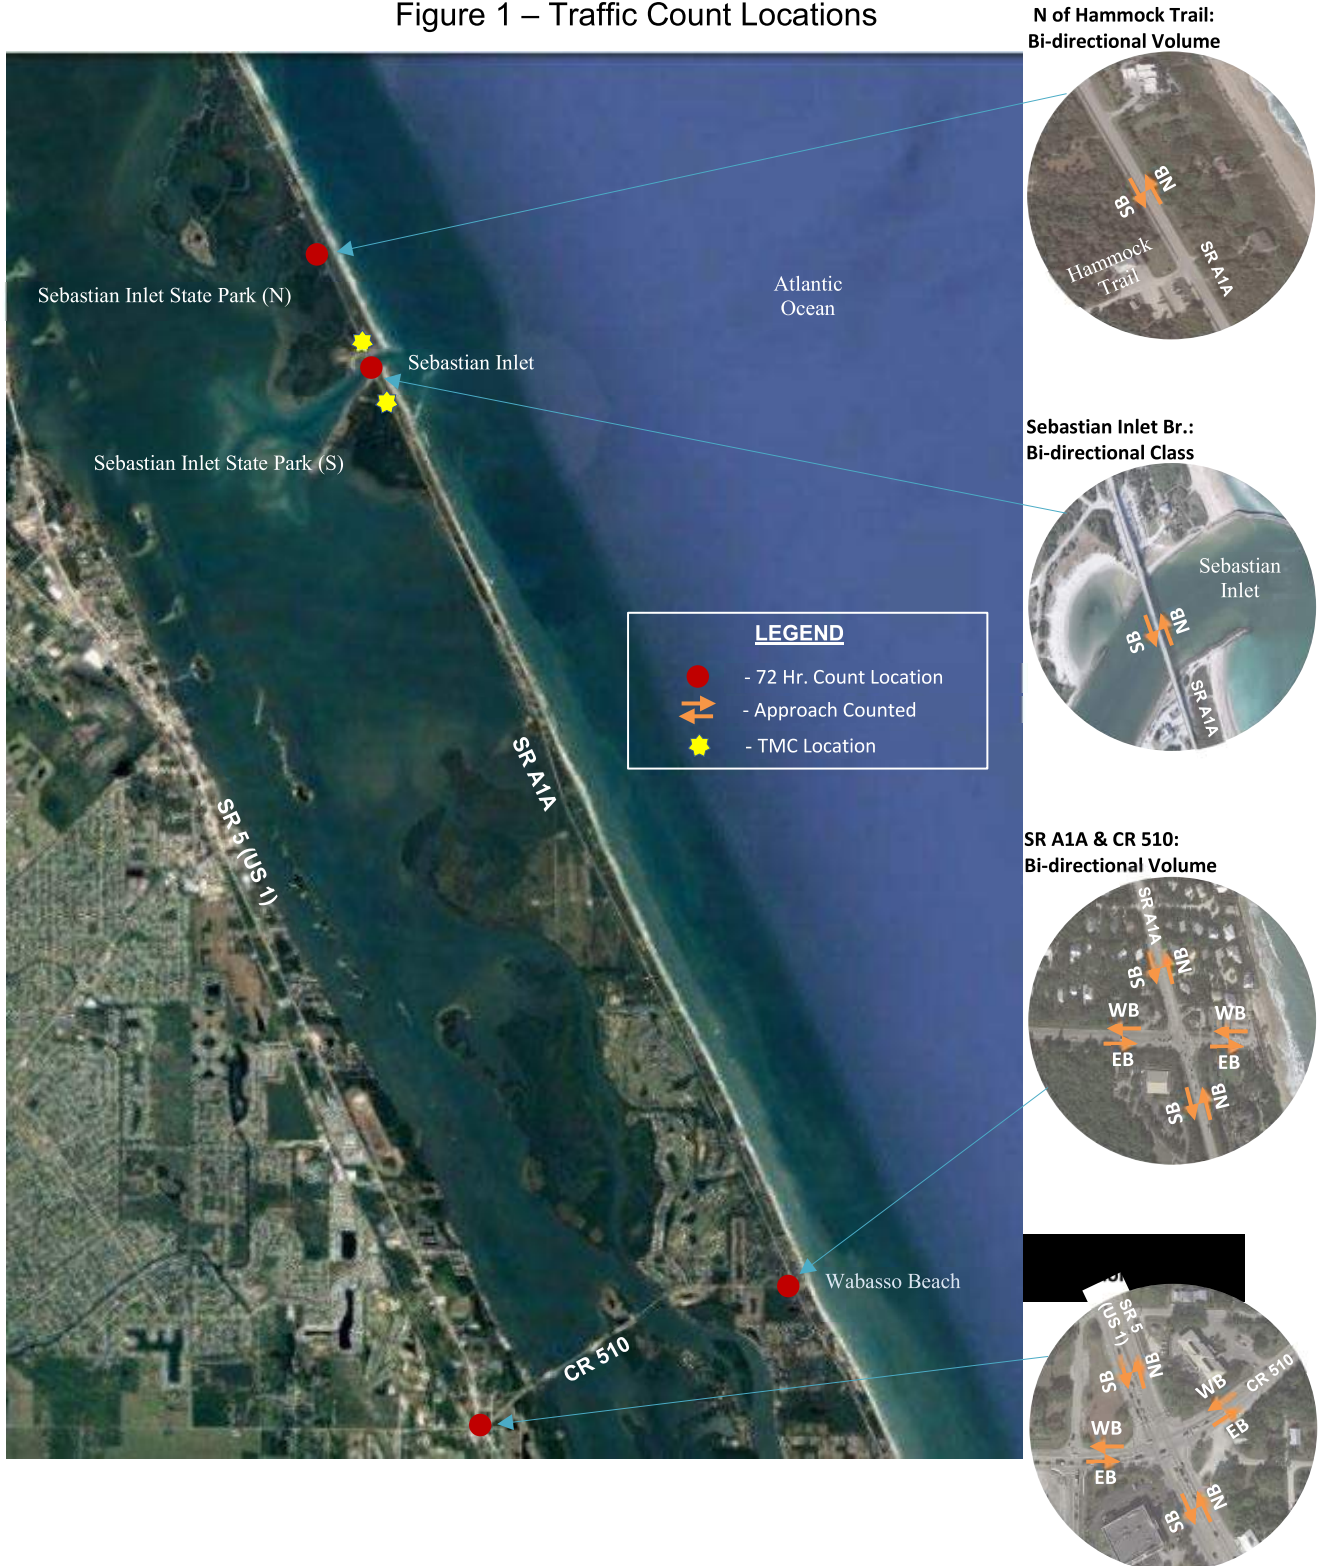 Figure 1 – Traffic Count Locations
N of Hammock Trail:
Bi-directional Volume
NB
SB
Hammock
Trail
SR A1A
Sebastian Inlet State Park (N)
Atlantic
Ocean
Sebastian Inlet
Sebastian Inlet State Park (S)
Sebastian Inlet Br.:
Bi-directional Class
Sebastian
Inlet
NB
SB
SR A1A
LEGEND
- 72 Hr. Count Location
- Approach Counted
- TMC Location
SR A1A
SR 5 (US 1)
SR A1A & CR 510:
Bi-directional Volume
SR A1A
NB
SB
WB
WB
EB
EB
NB
SB
Wabasso Beach
CR 510
SR 5
(US 1)
NB
SB
WB
CR 510
EB
WB
EB
NB
SB